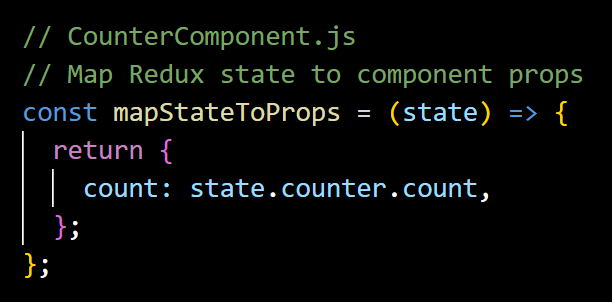 // CounterComponent.js
// Map Redux state to component props
const mapStateToProps = (state) => {
  return {
    count: state.counter.count,
  };
};